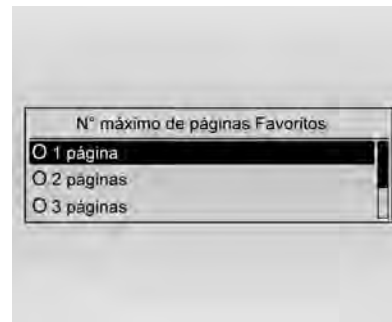 N° máximo de páginas Favoritos
O 1 página
O 2 páginas
O 3 páginas